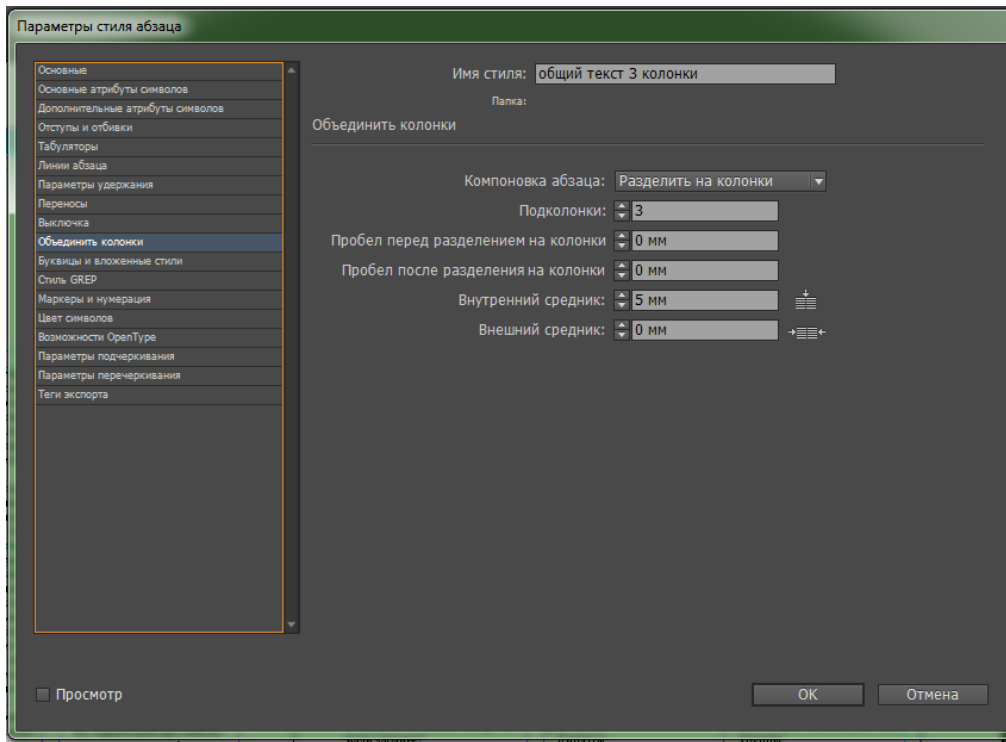 Параметры стиля абзаца
Основные
Основные атрибуты символов
Дополнительные атрибуты символов
Отступы и отбивки
Табуляторы
Линии абзаца
Параметры удержания
Переносы
Выключка
Объединить колонки
Буквицы и вложенные стили
Стиль GREP
Маркеры и нумерация
Цвет символов
Возможности OpenType
Параметры подчеркивания
Параметры перечеркивания
Теги экспорта
Имя стиля: общий текст 3 колонки
Папка:
Объединить колонки
Компоновка абзаца: Разделить на колонки
Подколонки: 3
Пробел перед разделением на колонки 0 мм
Пробел после разделения на колонки 0 мм
Внутренний средник: 5 мм
Внешний средник: 0 мм
Просмотр
OK
Отмена